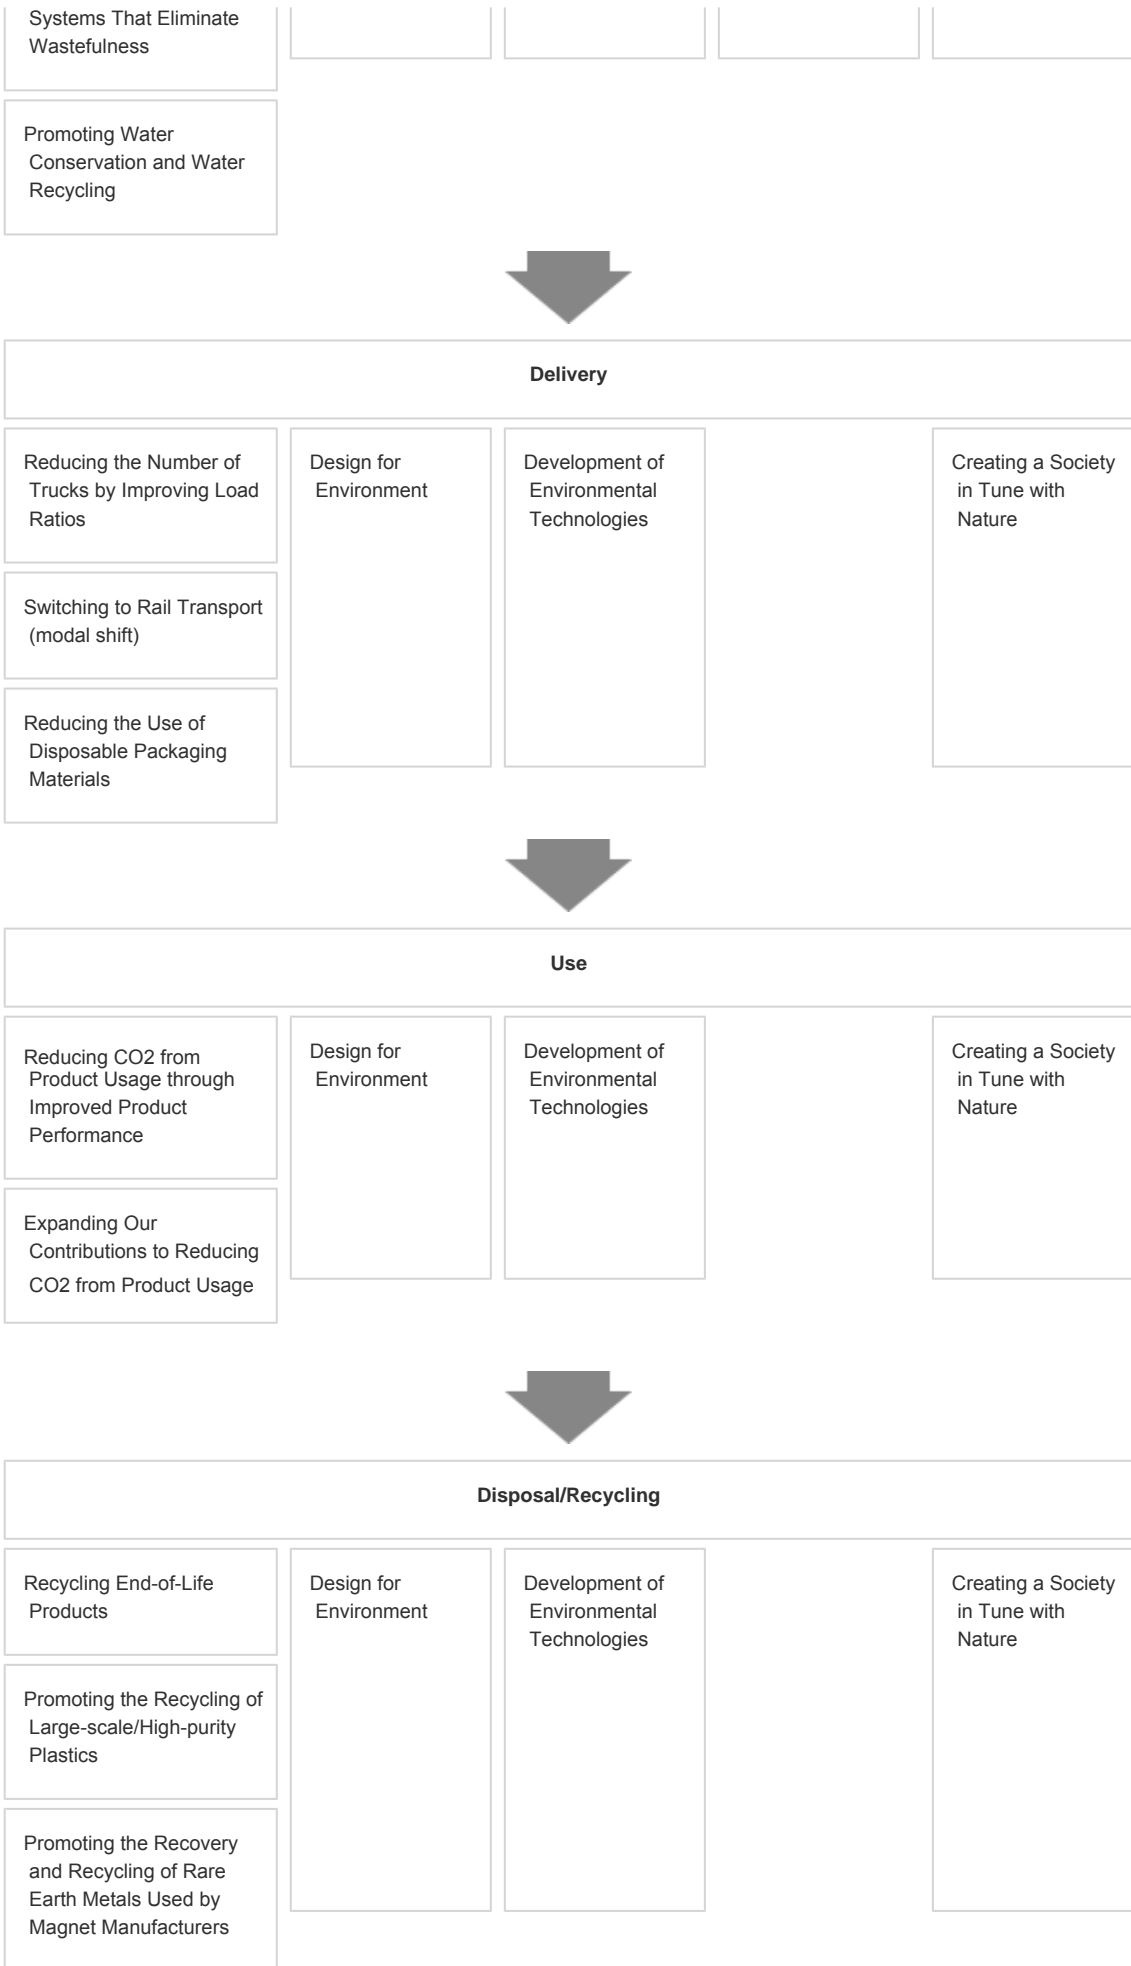 Systems That Eliminate
Wastefulness
Promoting Water
Conservation and Water
Recycling
Delivery
Reducing the Number of
Trucks by Improving Load
Ratios
Switching to Rail Transport
(modal shift)
Reducing the Use of
Disposable Packaging
Materials
Design for
Environment
Development of
Environmental
Technologies
Creating a Society
in Tune with
Nature
Use
Reducing CO2 from
Product Usage through
Improved Product
Performance
Expanding Our
Contributions to Reducing
CO2 from Product Usage
Design for
Environment
Development of
Environmental
Technologies
Creating a Society
in Tune with
Nature
Disposal/Recycling
Recycling End-of-Life
Products
Promoting the Recycling of
Large-scale/High-purity
Plastics
Promoting the Recovery
and Recycling of Rare
Earth Metals Used by
Magnet Manufacturers
Design for
Environment
Development of
Environmental
Technologies
Creating a Society
in Tune with
Nature